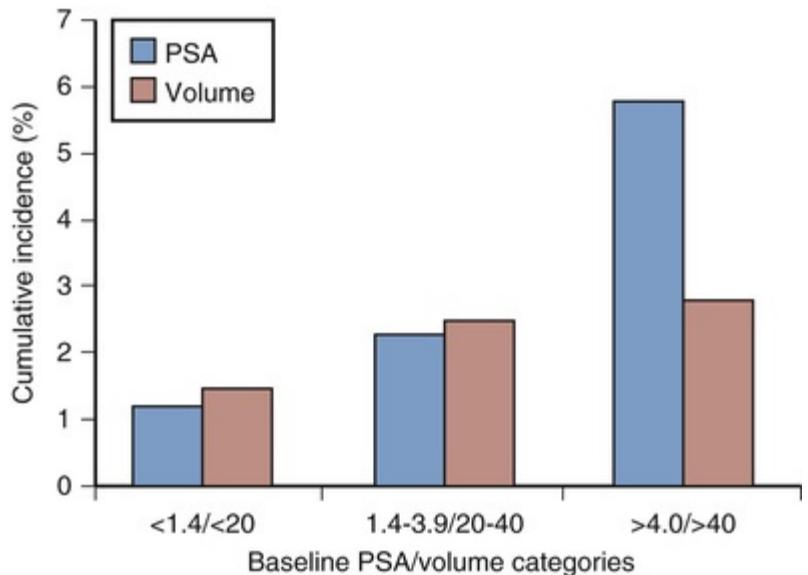 7
PSA
Volume
6
5
4
3
2
1
0
Cumulative incidence (%)
<1.4/<20
1.4-3.9/20-40
>4.0/>40
Baseline PSA/volume categories